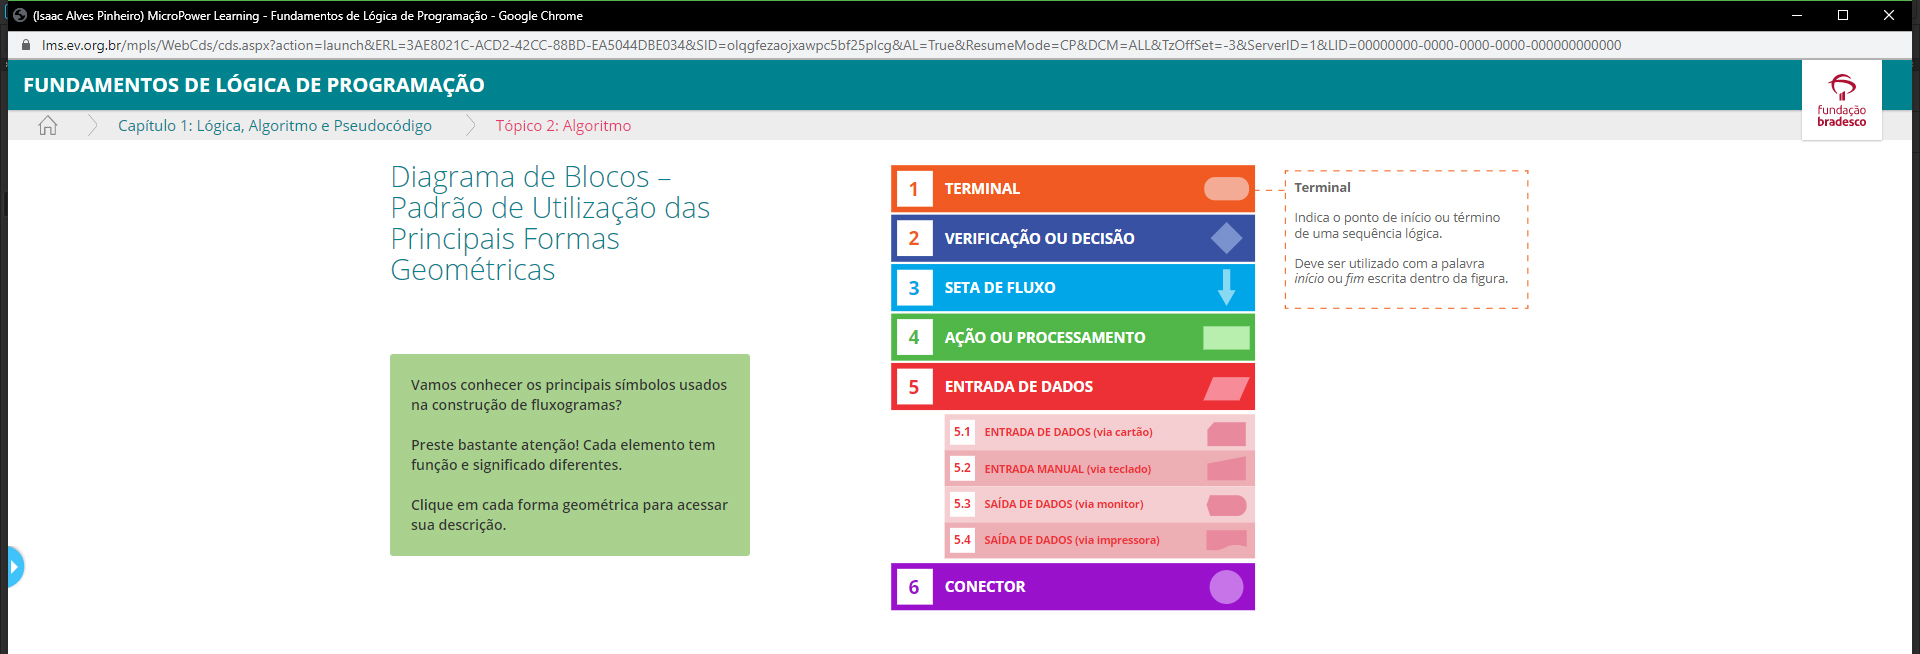 (Isaac Alves Pinheiro) MicroPower Learning - Fundamentos de Lógica de Programação - Google Chrome
lms.ev.org.br/mpls/WebCds/cds.aspx?action=launch&ERL=3AE8021C-ACD2-42CC-88BD-EA5044DBE034&SID=olqgfezaojxawpc5bf25plcg&AL=True&ResumeMode=CP&DCM=ALL&TzOffSet=-3&ServerID=1&LID=00000000-0000-0000-0000-000000000000
FUNDAMENTOS DE LÓGICA DE PROGRAMAÇÃO
fundação
bradesco
Capítulo 1: Lógica, Algoritmo e Pseudocódigo
Tópico 2: Algoritmo
Diagrama de Blocos –
Padrão de Utilização das
Principais Formas
Geométricas
Vamos conhecer os principais símbolos usados
na construção de fluxogramas?
Preste bastante atenção! Cada elemento tem
função e significado diferentes.
Clique em cada forma geométrica para acessar
sua descrição.
1 TERMINAL
2 VERIFICAÇÃO OU DECISÃO
3 SETA DE FLUXO
4 AÇÃO OU PROCESSAMENTO
5 ENTRADA DE DADOS
5.1 ENTRADA DE DADOS (via cartão)
5.2 ENTRADA MANUAL (via teclado)
5.3 SAÍDA DE DADOS (via monitor)
5.4 SAÍDA DE DADOS (via impressora)
6 CONECTOR
Terminal
Indica o ponto de início ou término
de uma sequência lógica.
Deve ser utilizado com a palavra
início ou fim escrita dentro da figura.